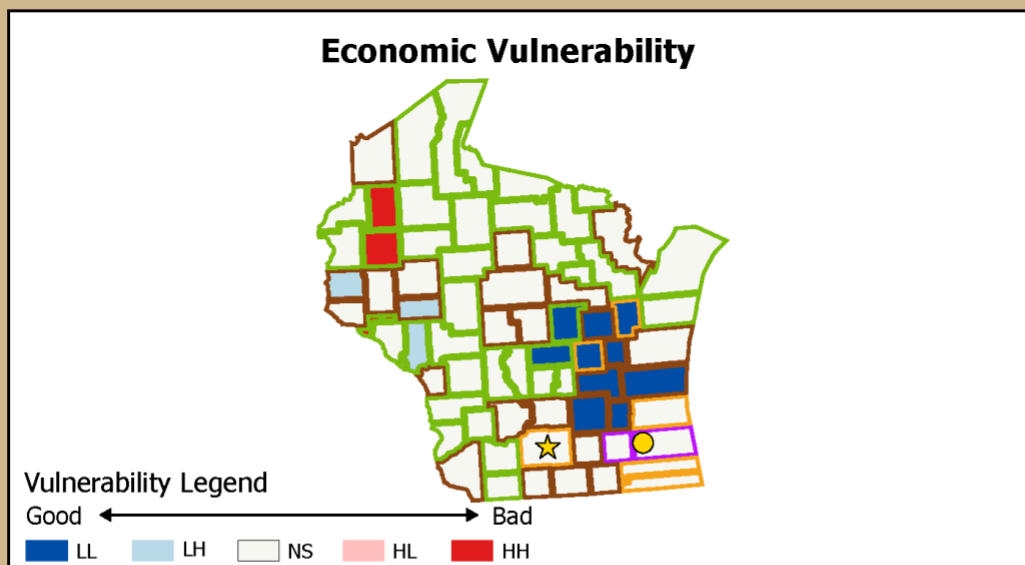 Economic Vulnerability
Vulnerability Legend
Good Bad
LL LH NS HL HH